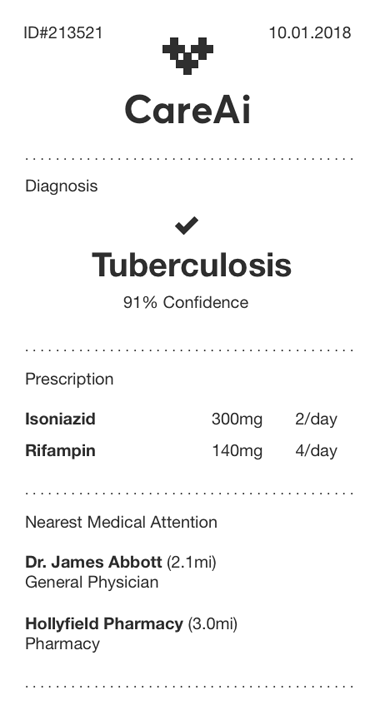 ID#213521 10.01.2018
CareAi
Diagnosis
Tuberculosis
91% Confidence
Prescription
Isoniazid 300mg 2/day
Rifampin 140mg 4/day
Nearest Medical Attention
Dr. James Abbott (2.1mi)
General Physician
Hollyfield Pharmacy (3.0mi)
Pharmacy